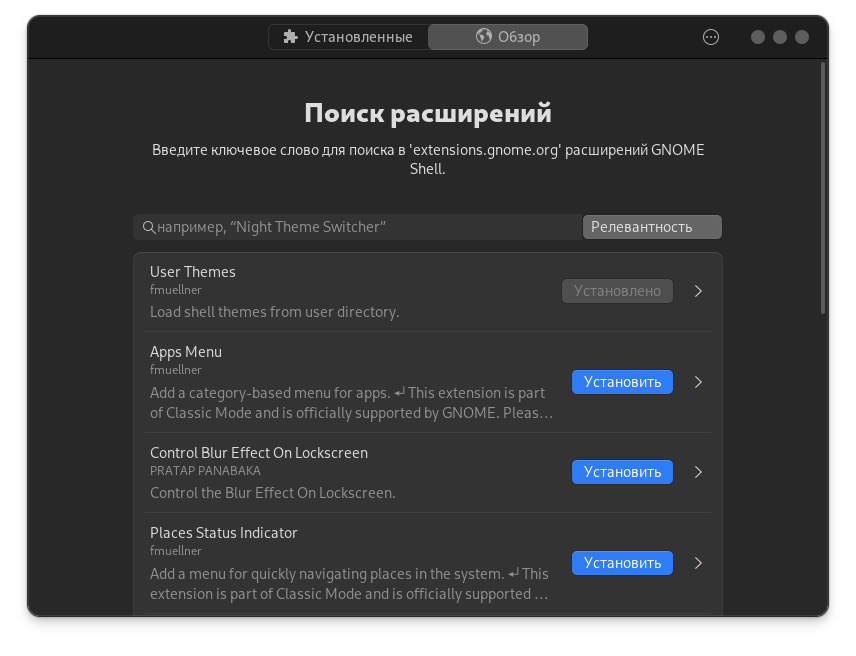 Установленные
Обзор
Поиск расширений
Введите ключевое слово для поиска в 'extensions.gnome.org' расширений GNOME
Shell.
например, “Night Theme Switcher”
Релевантность
User Themes
fmuellner
Load shell themes from user directory.
Установлено
Apps Menu
fmuellner
Add a category-based menu for apps. ↵ This extension is part
of Classic Mode and is officially supported by GNOME. Pleas…
Установить
Control Blur Effect On Lockscreen
PRATAP PANABAKA
Control the Blur Effect On Lockscreen.
Установить
Places Status Indicator
fmuellner
Add a menu for quickly navigating places in the system. ↵ This
extension is part of Classic Mode and is officially supported …
Установить